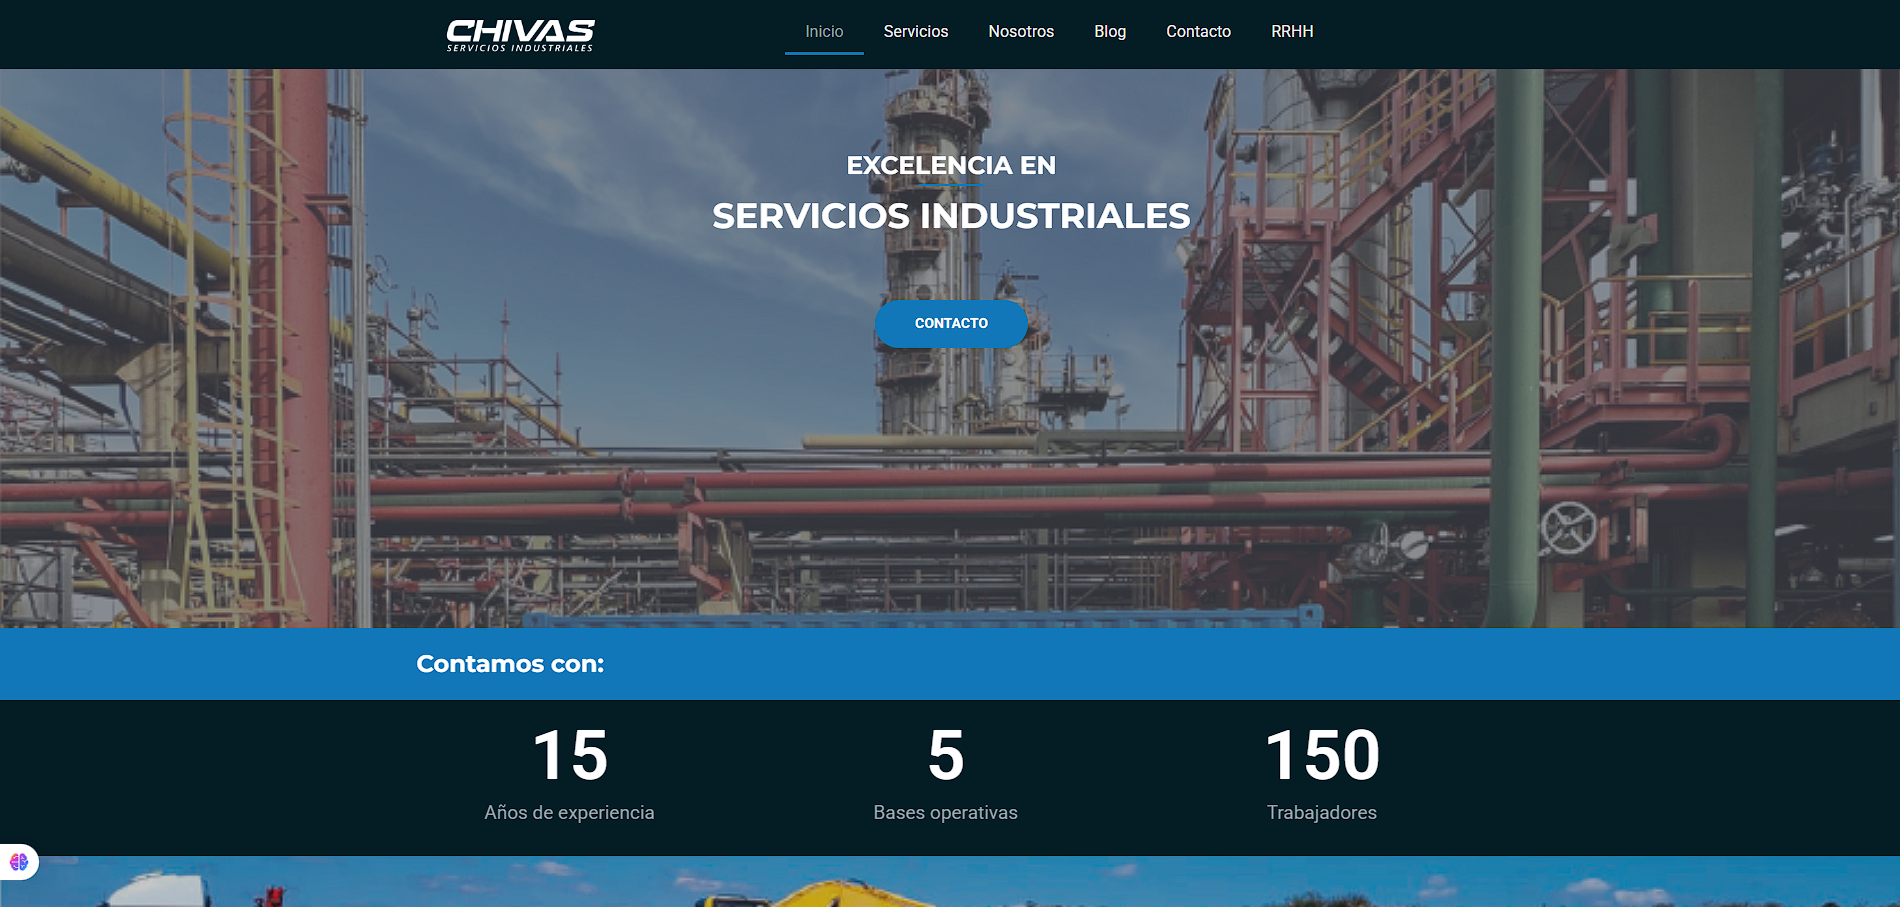 CHIVAS
SERVICIOS INDUSTRIALES
Inicio
Servicios
Nosotros
Blog
Contacto
RRHH
EXCELENCIA EN
SERVICIOS INDUSTRIALES
CONTACTO
Contamos con:
15
Años de experiencia
5
Bases operativas
150
Trabajadores